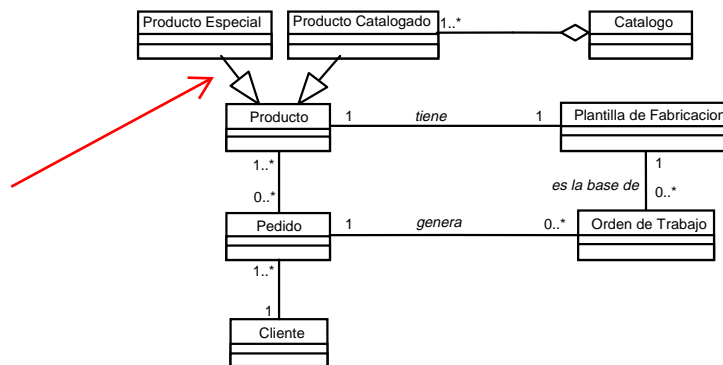 Producto Especial
Producto Catalogado
1..*
Catalogo
Producto
1
tiene
1
Plantilla de Fabricacion
1..*
0..*
1
es la base de
0..*
Pedido
1
genera
0..*
Orden de Trabajo
1..*
1
Cliente